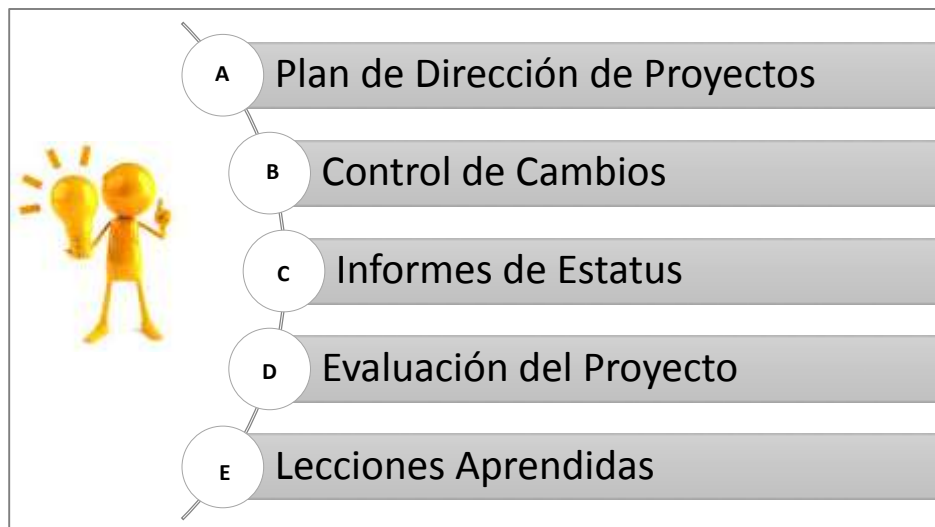 A Plan de Dirección de Proyectos
B Control de Cambios
C Informes de Estatus
D Evaluación del Proyecto
E Lecciones Aprendidas